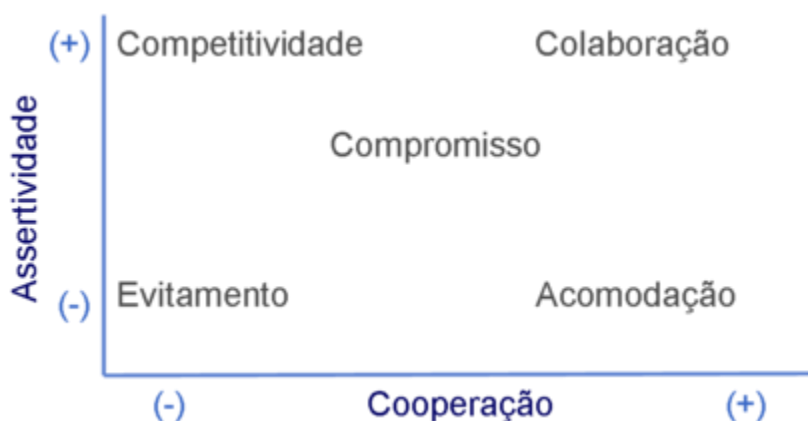 (+) Competitividade Colaboração
Compromisso
Assertividade
(-) Evitamento Acomodação
(-) Cooperação (+)